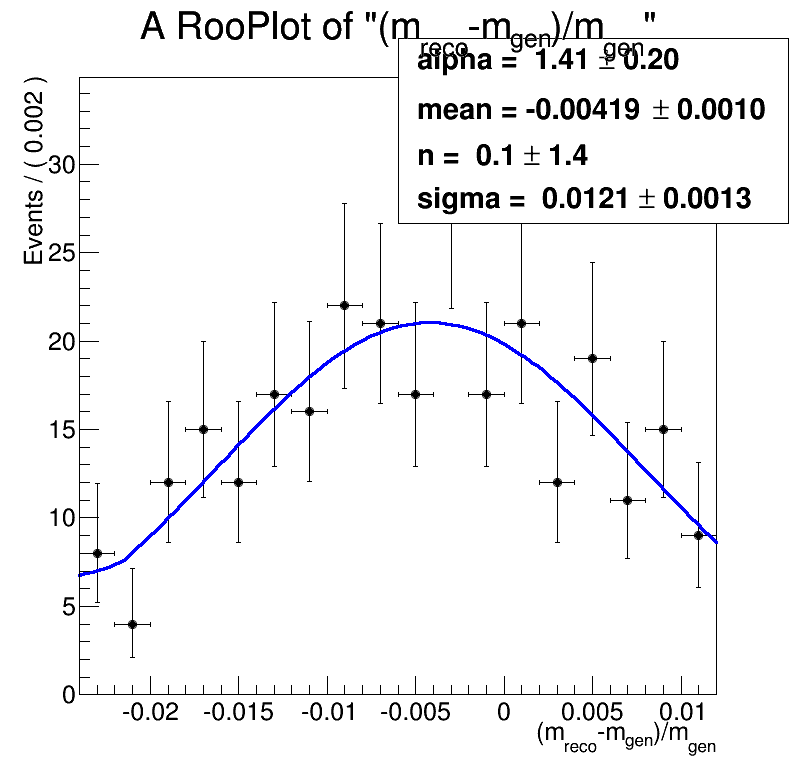 A RooPlot of "(m_reco-m_gen)/m_gen"
alpha = 1.41 ± 0.20
mean = -0.00419 ± 0.0010
n = 0.1 ± 1.4
sigma = 0.0121 ± 0.0013
Events / ( 0.002 )
30
25
20
15
10
5
0
-0.02 -0.015 -0.01 -0.005 0 0.005 0.01
(m_reco-m_gen)/m_gen